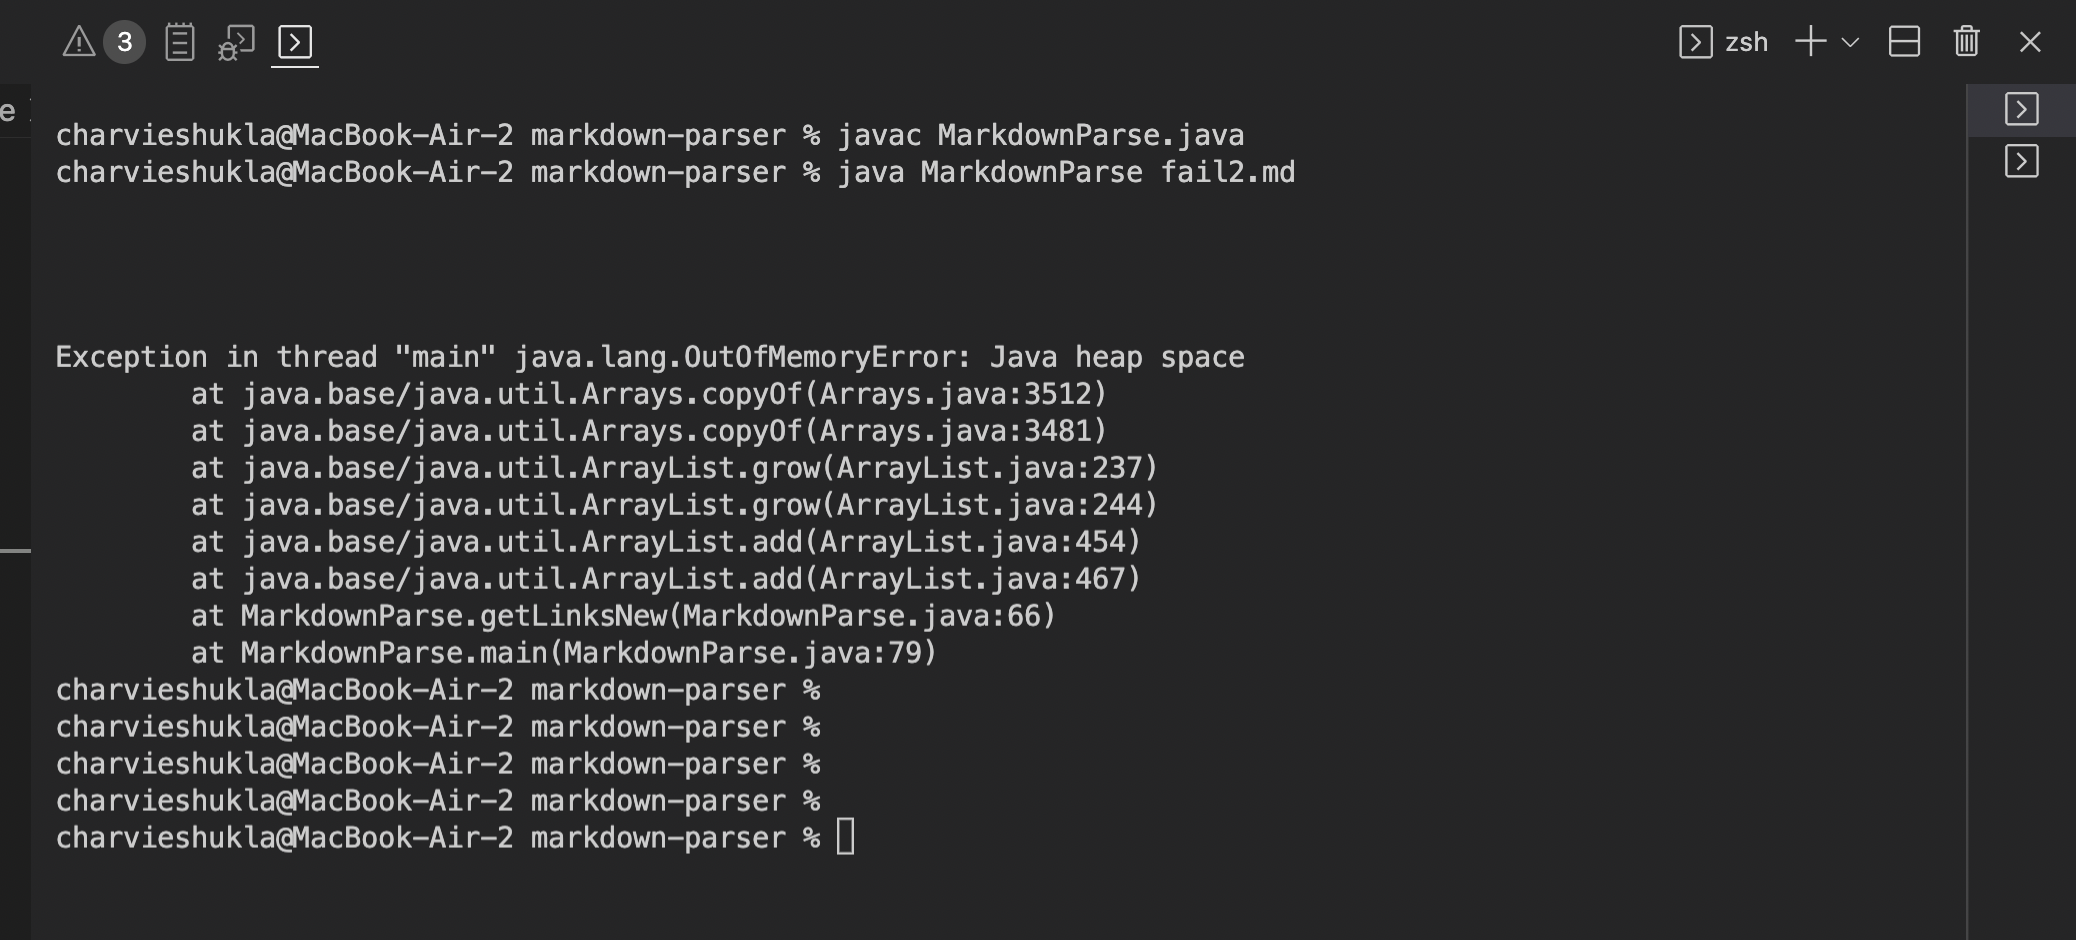 3
zsh
e
charvieshukla@MacBook-Air-2 markdown-parser % javac MarkdownParse.java
charvieshukla@MacBook-Air-2 markdown-parser % java MarkdownParse fail2.md
Exception in thread "main" java.lang.OutOfMemoryError: Java heap space
        at java.base/java.util.Arrays.copyOf(Arrays.java:3512)
        at java.base/java.util.Arrays.copyOf(Arrays.java:3481)
        at java.base/java.util.ArrayList.grow(ArrayList.java:237)
        at java.base/java.util.ArrayList.grow(ArrayList.java:244)
        at java.base/java.util.ArrayList.add(ArrayList.java:454)
        at java.base/java.util.ArrayList.add(ArrayList.java:467)
        at MarkdownParse.getLinksNew(MarkdownParse.java:66)
        at MarkdownParse.main(MarkdownParse.java:79)
charvieshukla@MacBook-Air-2 markdown-parser %
charvieshukla@MacBook-Air-2 markdown-parser %
charvieshukla@MacBook-Air-2 markdown-parser %
charvieshukla@MacBook-Air-2 markdown-parser %
charvieshukla@MacBook-Air-2 markdown-parser %